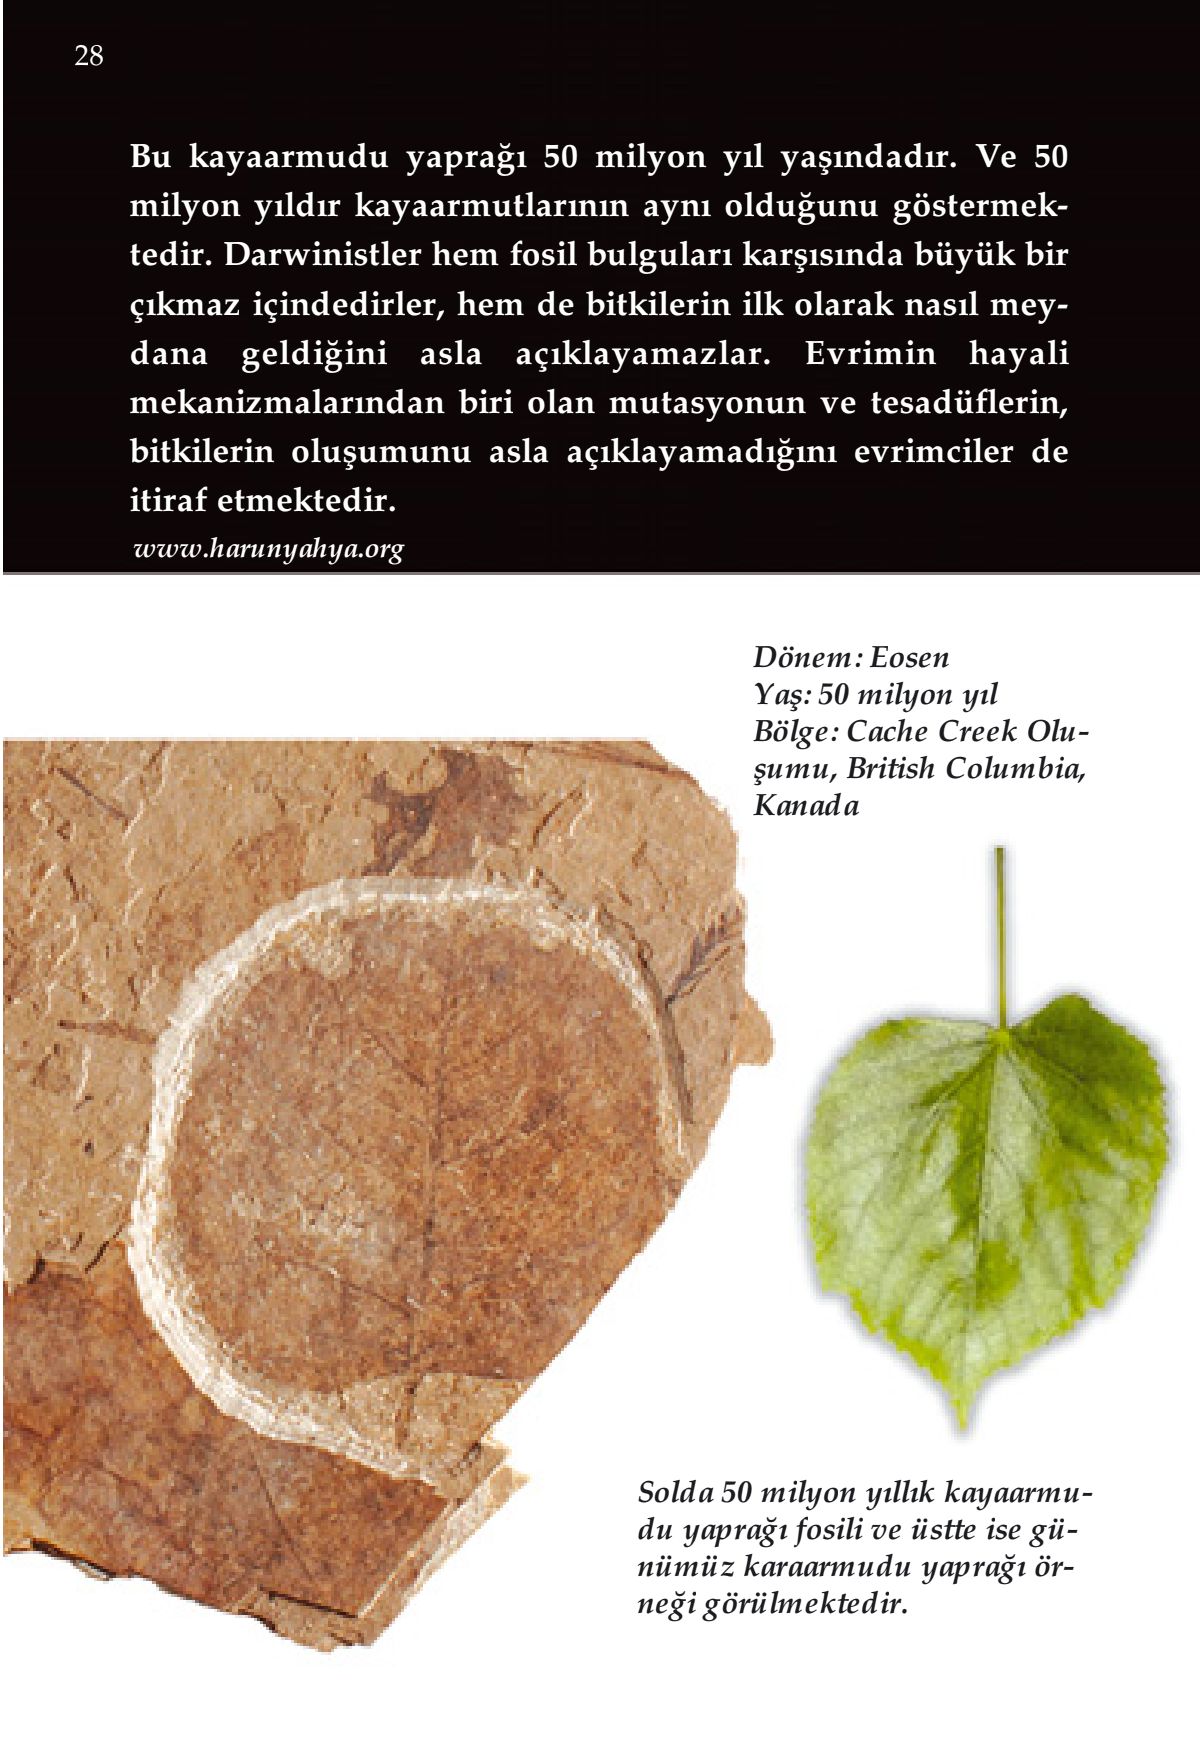 28
Bu kayaarmudu yaprağı 50 milyon yıl yaşındadır. Ve 50
milyon yıldır kayaarmutlarının aynı olduğunu göstermek-
tedir. Darwinistler hem fosil bulguları karşısında büyük bir
çıkmaz içindedirler, hem de bitkilerin ilk olarak nasıl mey-
dana geldiğini asla açıklayamazlar. Evrimin hayali
mekanizmalarından biri olan mutasyonun ve tesadüflerin,
bitkilerin oluşumunu asla açıklayamadığını evrimciler de
itiraf etmektedir.
www.harunyahya.org
Dönem: Eosen
Yaş: 50 milyon yıl
Bölge: Cache Creek Olu-
şumu, British Columbia,
Kanada
Solda 50 milyon yıllık kayaarmu-
du yaprağı fosili ve üstte ise gü-
nümüz karaarmudu yaprağı ör-
neği görülmektedir.